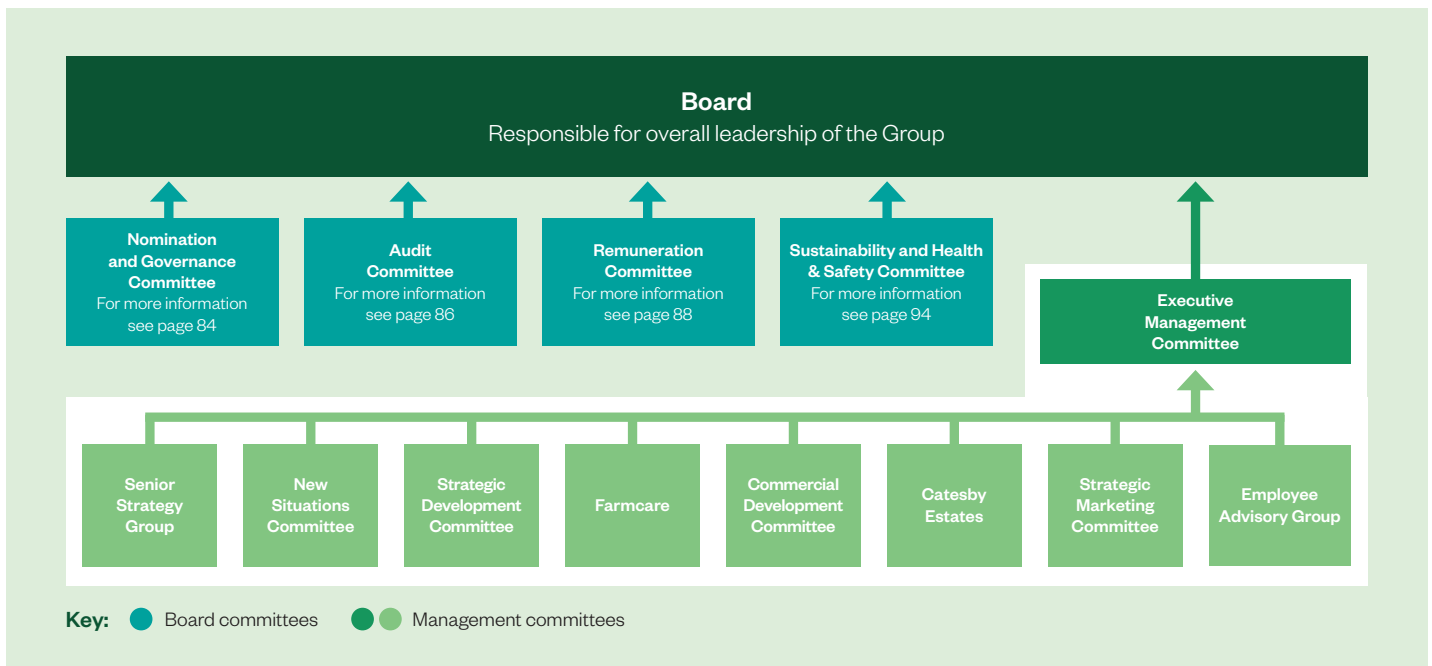 Board
Responsible for overall leadership of the Group
Nomination
and Governance
Committee
For more information
see page 84
Audit
Committee
For more information
see page 86
Remuneration
Committee
For more information
see page 88
Sustainability and Health
& Safety Committee
For more information
see page 94
Executive
Management
Committee
Senior
Strategy
Group
New
Situations
Committee
Strategic
Development
Committee
Farmcare
Commercial
Development
Committee
Catesby
Estates
Strategic
Marketing
Committee
Employee
Advisory Group
Key: Board committees Management committees